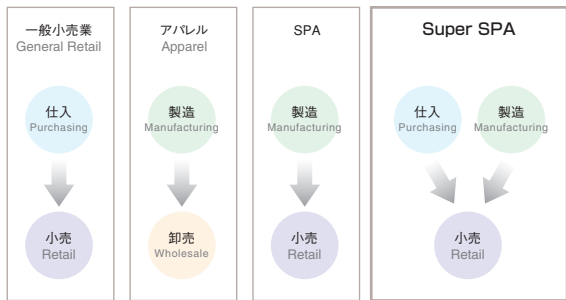 一般小売業
General Retail
仕入
Purchasing
小売
Retail
アパレル
Apparel
製造
Manufacturing
卸売
Wholesale
SPA
製造
Manufacturing
小売
Retail
Super SPA
仕入
Purchasing
製造
Manufacturing
小売
Retail